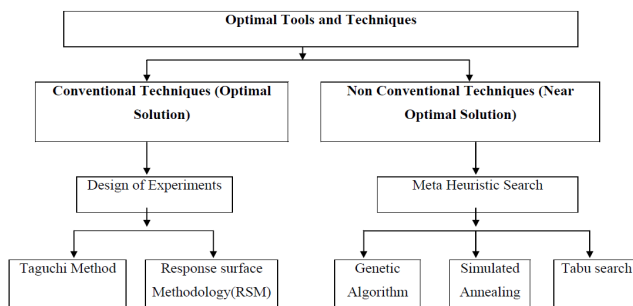 Optimal Tools and Techniques
Conventional Techniques (Optimal
Solution)
Non Conventional Techniques (Near
Optimal Solution)
Design of Experiments
Meta Heuristic Search
Taguchi Method
Response surface
Methodology(RSM)
Genetic
Algorithm
Simulated
Annealing
Tabu search